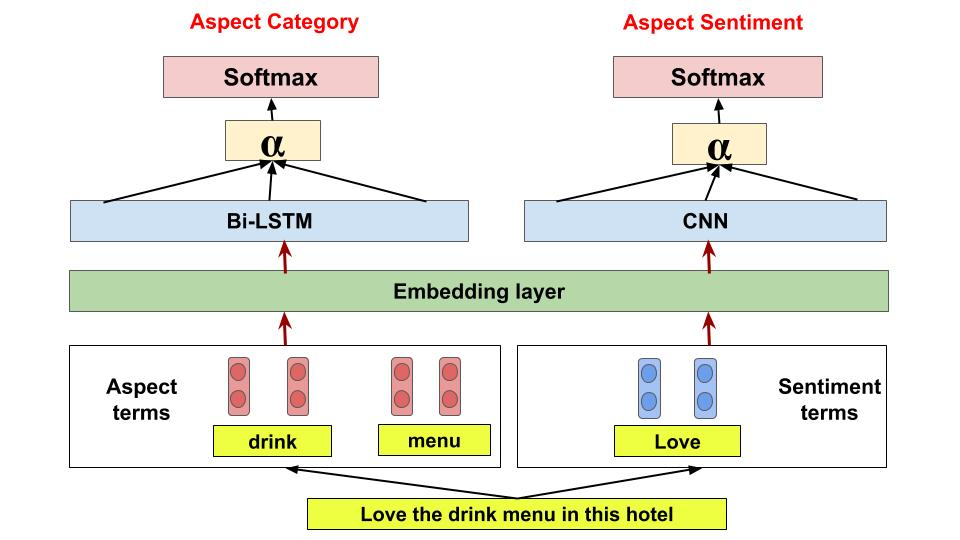 Aspect Category
Aspect Sentiment
Softmax
Softmax
α
α
Bi-LSTM
CNN
Embedding layer
Aspect
terms
drink
menu
Love
Sentiment
terms
Love the drink menu in this hotel